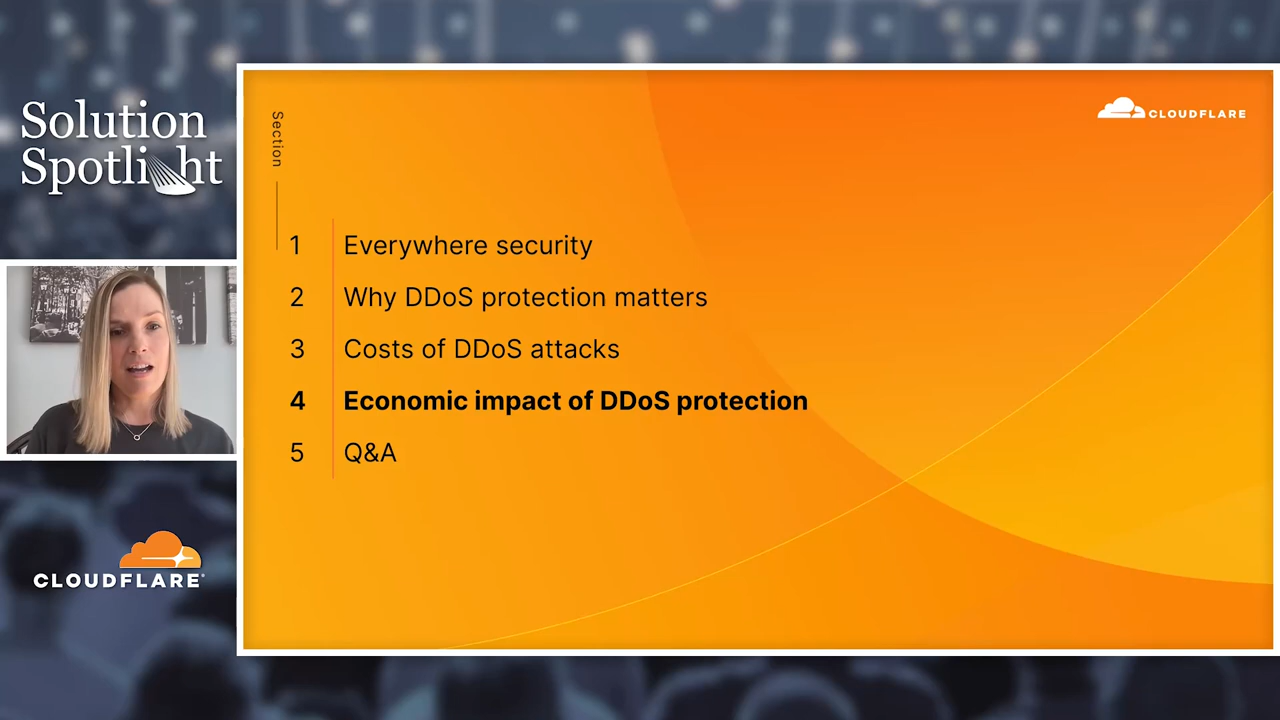 Solution
Spotlight
CLOUDFLARE
Section
CLOUDFLARE
1 Everywhere security
2 Why DDoS protection matters
3 Costs of DDoS attacks
4 Economic impact of DDoS protection
5 Q&A